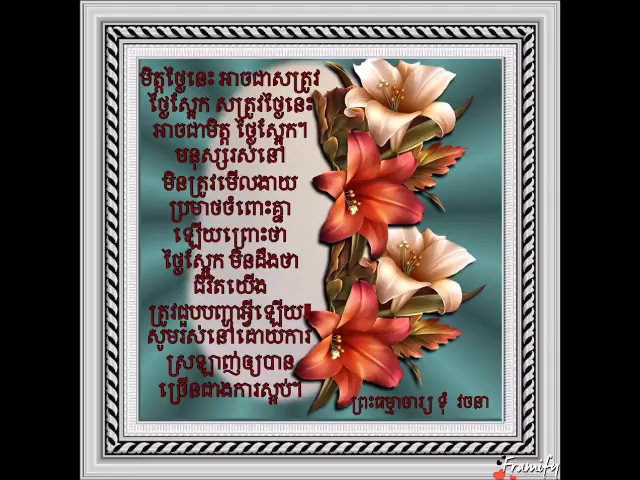 មិត្តថ្ងៃនេះ អាចជាសត្រូវ
ថ្ងៃស្អែក សត្រូវថ្ងៃនេះ
អាចជាមិត្ត ថ្ងៃស្អែក។
មនុស្សរស់នៅ
មិនត្រូវមើលងាយ
ប្រមាថចំពោះគ្នា
ឡើយព្រោះថា
ថ្ងៃស្អែក មិនដឹងថា
ជីវិតយើង
ត្រូវជួបបញ្ហាអ្វីឡើយ
សូមរស់នៅដោយការ
ស្រឡាញ់ឲ្យបាន
ច្រើនជាងការស្អប់។
ព្រះធម្មាចារ្យ ទុំ វចនា
Framify